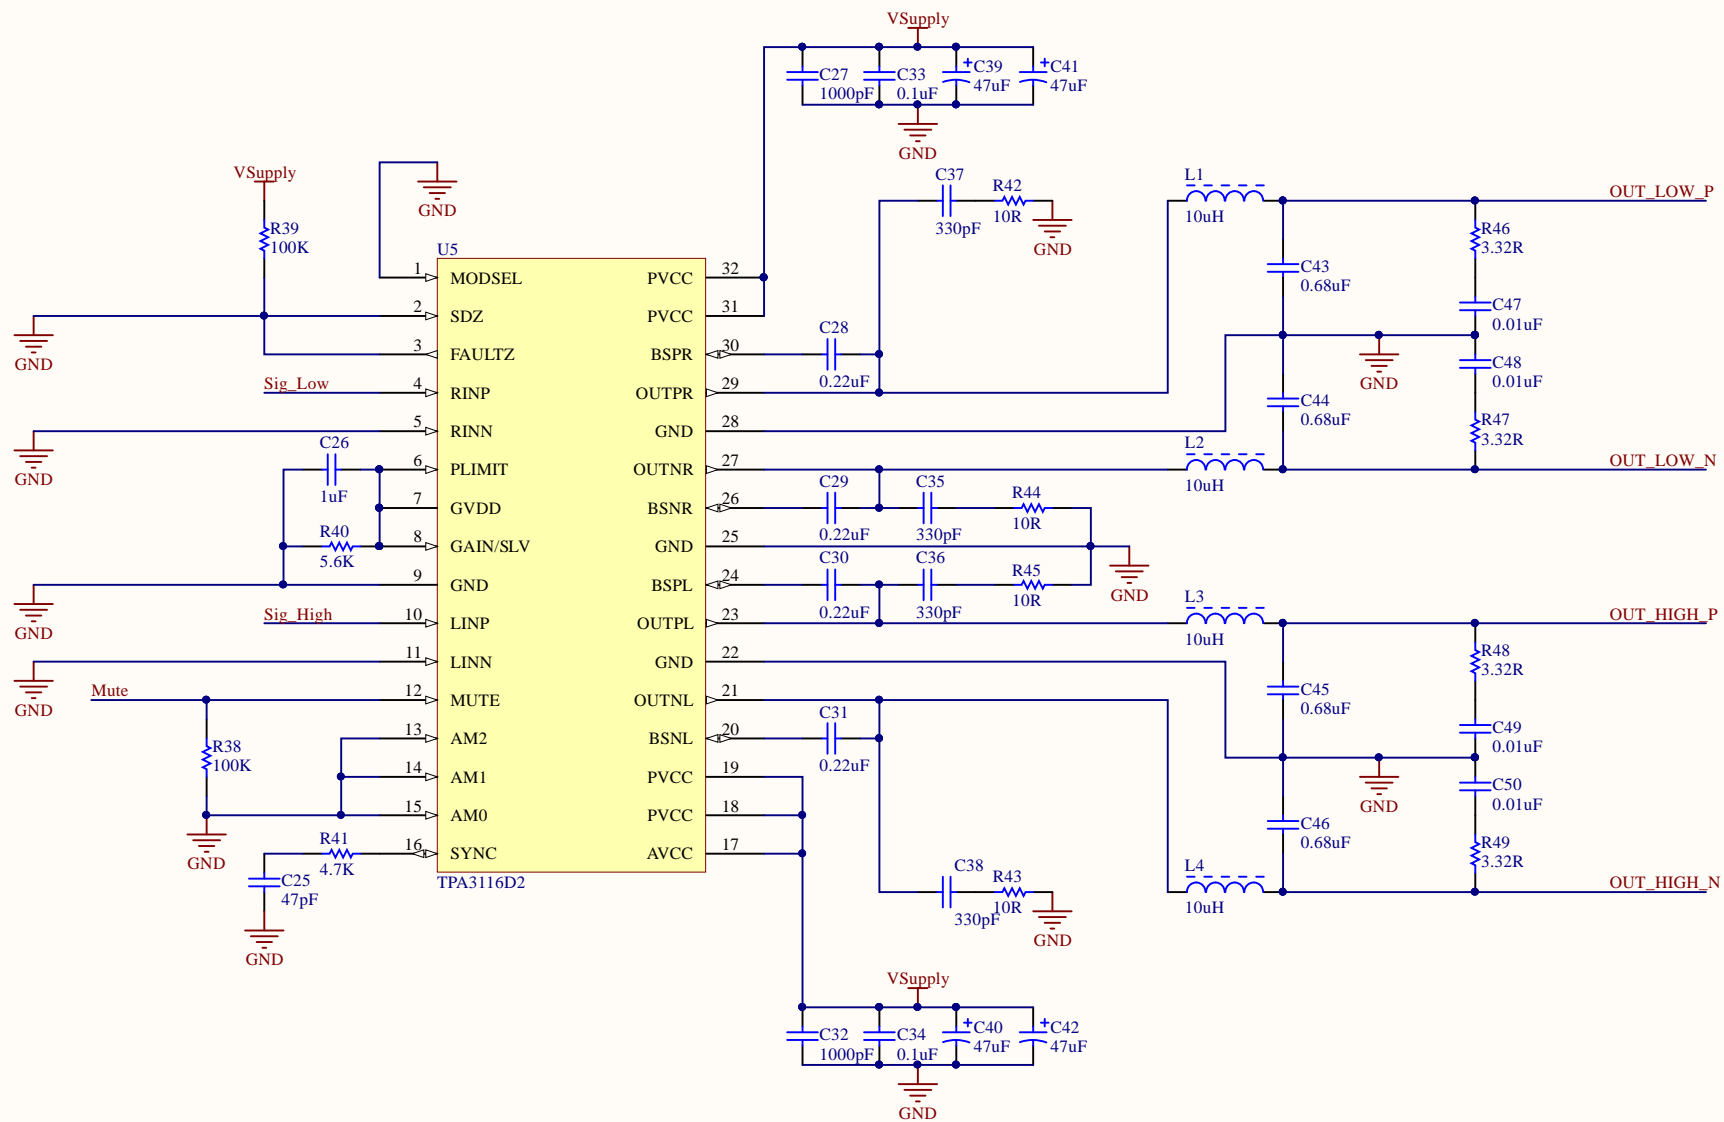 VSupply
C27
1000pF
C33
0.1uF
C39
47uF
C41
47uF
GND
VSupply
R39
100K
GND
C37
330pF
R42
10R
GND
L1
10uH
OUT_LOW_P
R46
3.32R
C43
0.68uF
C47
0.01uF
GND
C48
0.01uF
C44
0.68uF
R47
3.32R
L2
10uH
OUT_LOW_N
U5
1 MODSEL
2 SDZ
3 FAULTZ
4 RINP
5 RINN
6 PLIMIT
7 GVDD
8 GAIN/SLV
9 GND
10 LINP
11 LINN
12 MUTE
13 AM2
14 AM1
15 AM0
16 SYNC
PVCC 32
PVCC 31
BSPR 30
OUTPR 29
GND 28
OUTNR 27
BSNR 26
GND 25
BSPL 24
OUTPL 23
GND 22
OUTNL 21
BSNL 20
PVCC 19
PVCC 18
AVCC 17
TPA3116D2
GND
Sig_Low
GND
C26
1uF
R40
5.6K
GND
Sig_High
GND
Mute
R38
100K
GND
R41
4.7K
C25
47pF
GND
C28
0.22uF
C29
0.22uF
C35
330pF
R44
10R
C30
0.22uF
C36
330pF
R45
10R
GND
C31
0.22uF
C38
330pF
R43
10R
GND
L3
10uH
OUT_HIGH_P
R48
3.32R
C45
0.68uF
C49
0.01uF
GND
C50
0.01uF
C46
0.68uF
R49
3.32R
L4
10uH
OUT_HIGH_N
VSupply
C32
1000pF
C34
0.1uF
C40
47uF
C42
47uF
GND